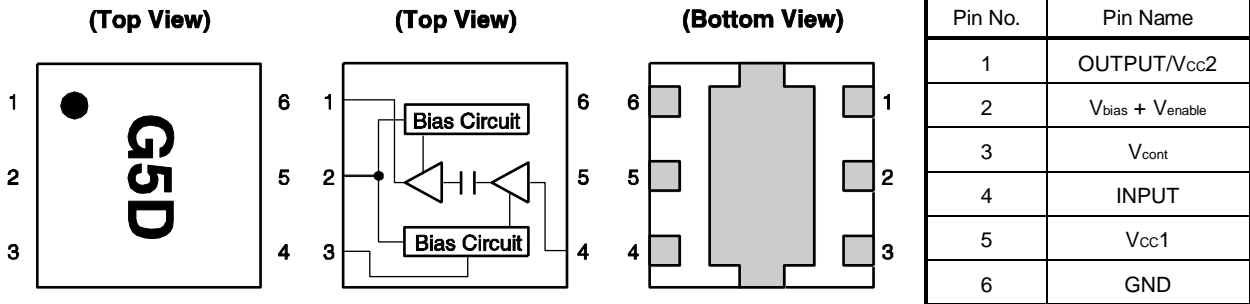 (Top View)
1
2
3
G5D
6
5
4
(Top View)
1
2
3
Bias Circuit
Bias Circuit
6
5
4
(Bottom View)
6
5
4
1
2
3
Pin No. Pin Name
1 OUTPUT/Vcc2
2 Vbias + Venable
3 Vcont
4 INPUT
5 Vcc1
6 GND